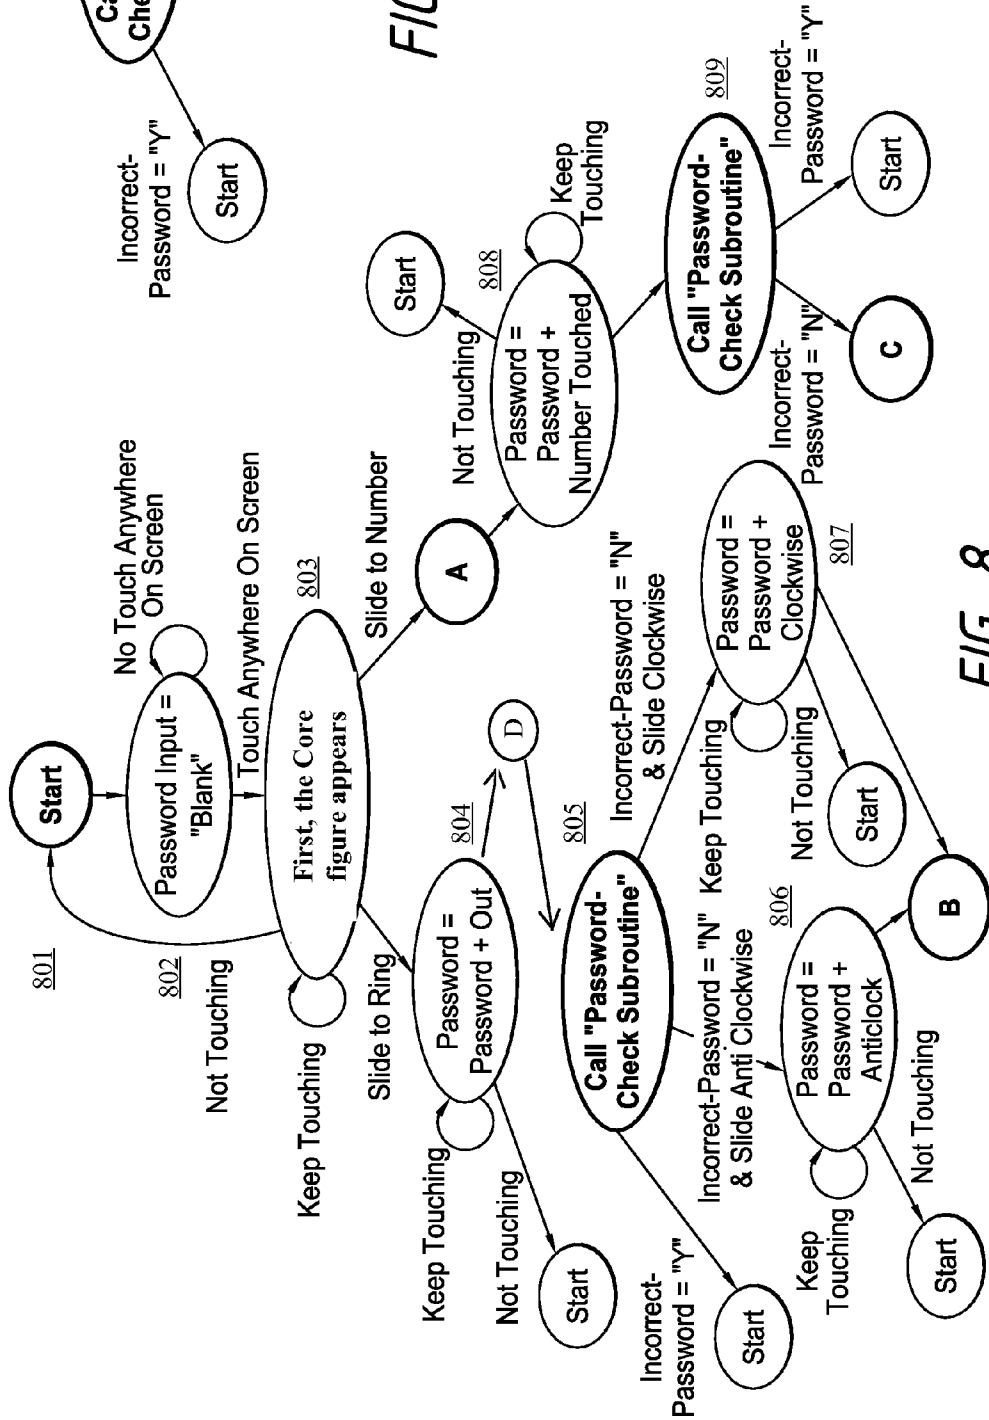 Start
801
Password Input =
"Blank"
No Touch Anywhere
On Screen
802
Touch Anywhere On Screen
Not Touching
First, the Core
figure appears
803
Keep Touching
Slide to Ring
Slide to Number
A
Password =
Password + Out
804
Keep Touching
Not Touching
Start
D
Password =
Password +
Number Touched
808
Not Touching
Start
Keep
Touching
Call "Password-
Check Subroutine"
805
Incorrect-
Password = "Y"
Start
Incorrect-Password = "N"
& Slide Anti Clockwise
Incorrect-Password = "N"
& Slide Clockwise
Call "Password-
Check Subroutine"
809
Incorrect-
Password = "N"
C
Incorrect-
Password = "Y"
Start
Password =
Password +
Anticlock
806
Keep
Touching
Not Touching
Start
Password =
Password +
Clockwise
807
Keep Touching
Not Touching
Start
B
FIG. 8
Ca
Che
Incorrect-
Password = "Y"
Start
FIG